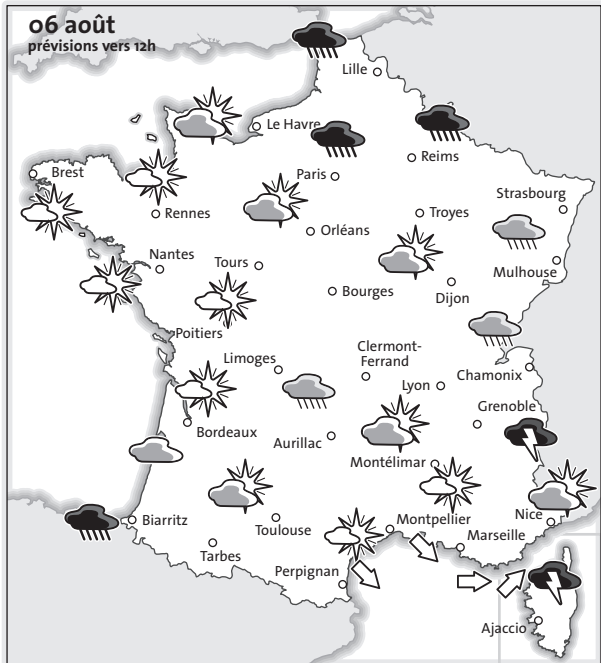 06 août
prévisions vers 12h
Lille
Le Havre
Reims
Paris
Brest
Strasbourg
Rennes
Troyes
Orléans
Nantes
Tours
Mulhouse
Bourges
Dijon
Poitiers
Clermont-
Ferrand
Limoges
Chamonix
Lyon
Grenoble
Bordeaux
Aurillac
Montélimar
Nice
Biarritz
Toulouse
Montpellier
Marseille
Tarbes
Perpignan
Ajaccio